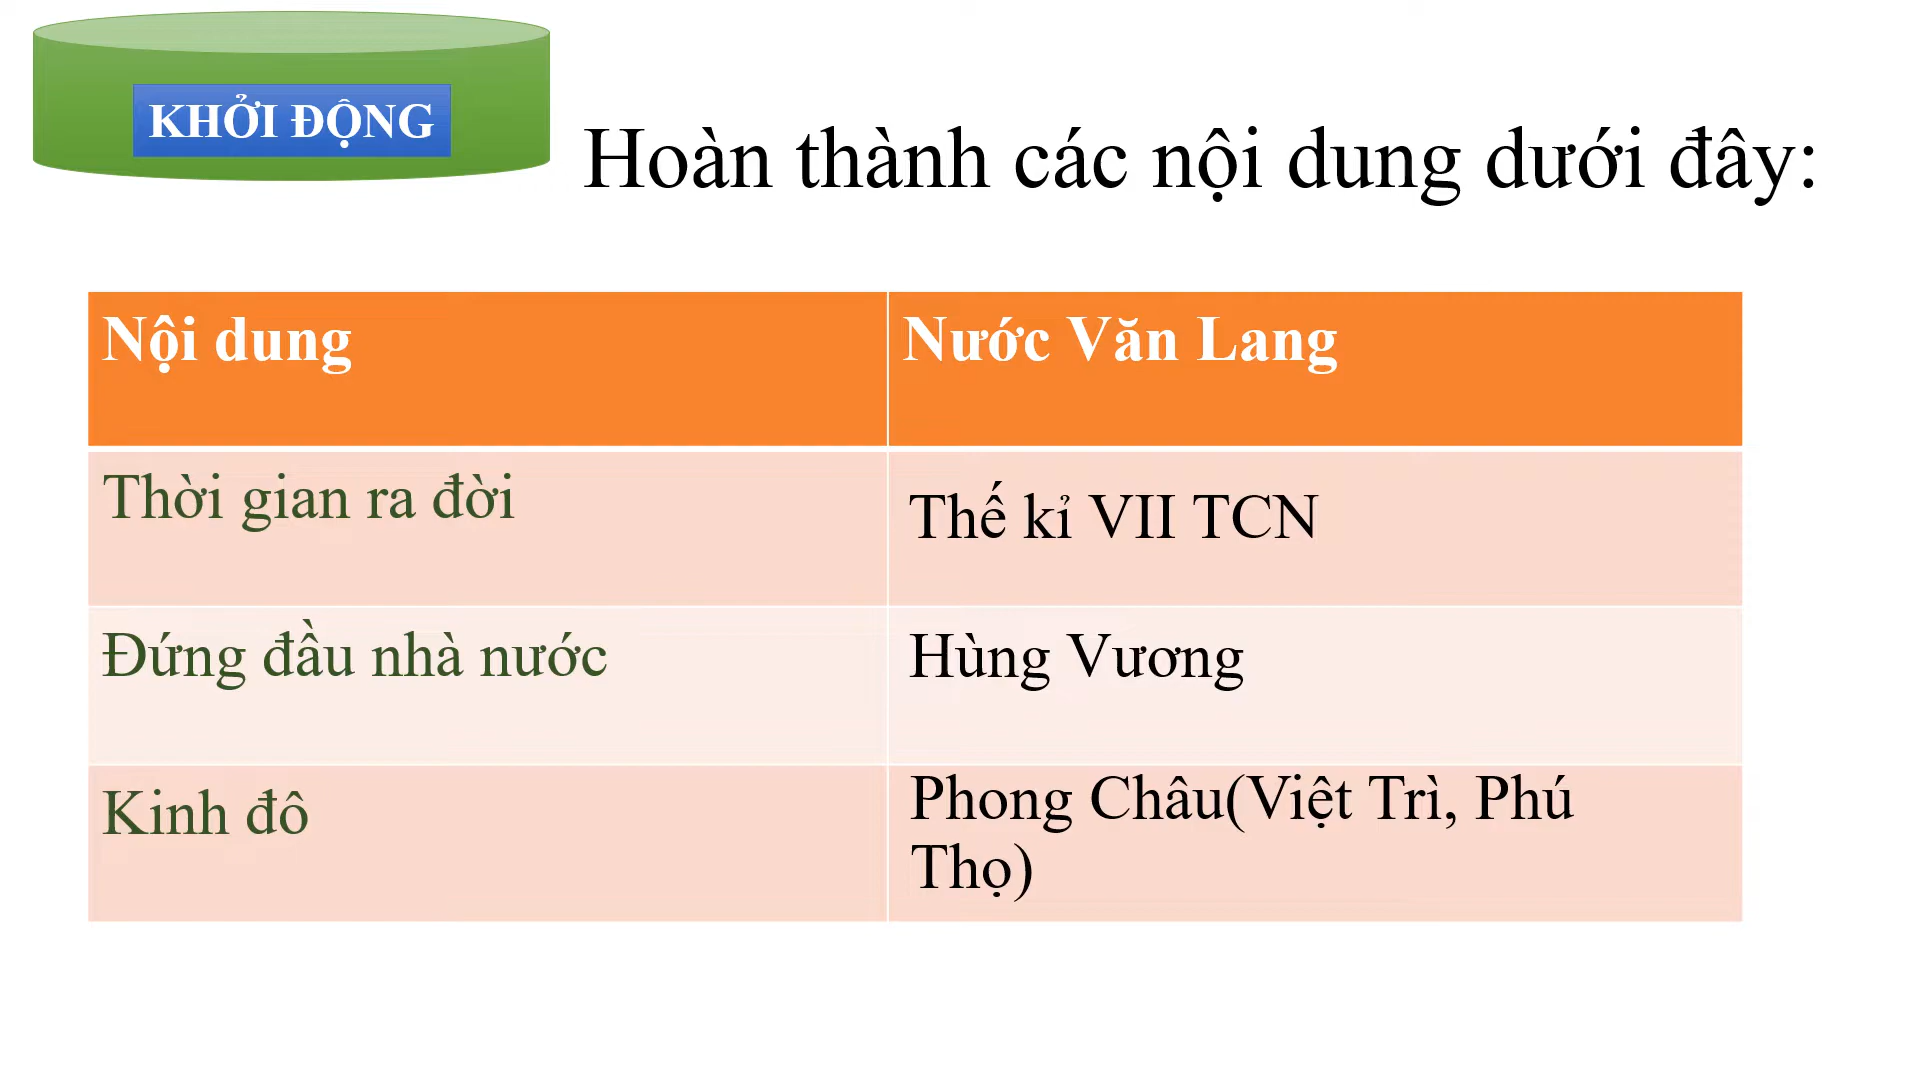 KHỞI ĐỘNG
Hoàn thành các nội dung dưới đây:
Nội dung
Nước Văn Lang
Thời gian ra đời
Thế kỉ VII TCN
Đứng đầu nhà nước
Hùng Vương
Kinh đô
Phong Châu(Việt Trì, Phú
Thọ)